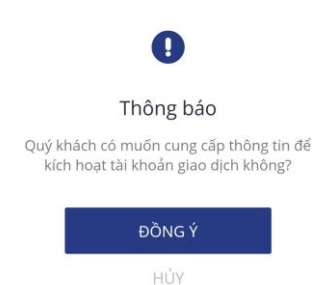 Thông báo
Quý khách có muốn cung cấp thông tin để
kích hoạt tài khoản giao dịch không?
ĐỒNG Ý
HỦY